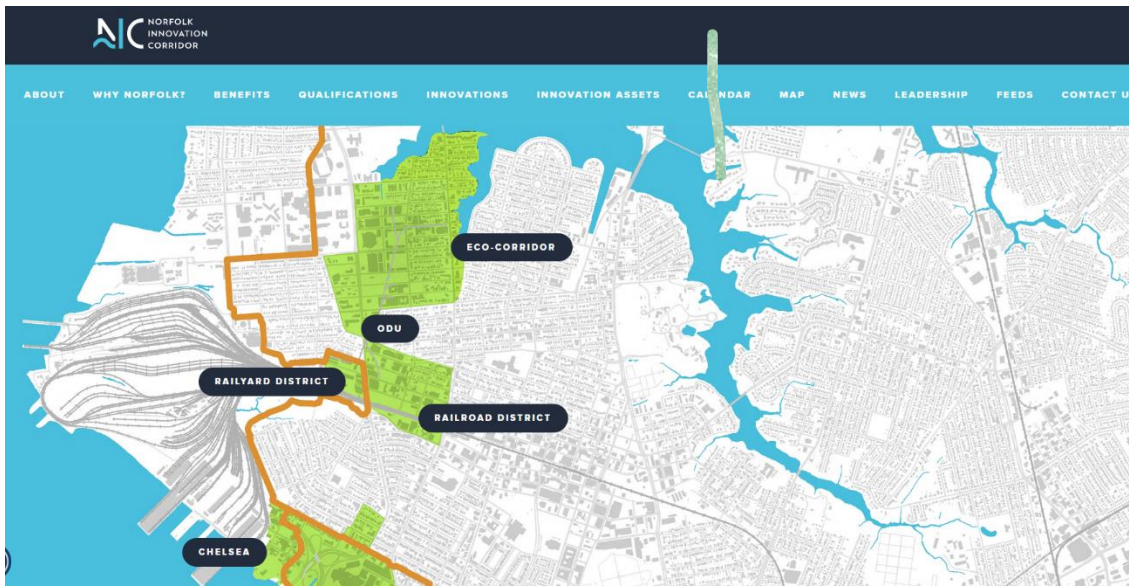 NORFOLK
INNOVATION
CORRIDOR
ABOUT WHY NORFOLK? BENEFITS QUALIFICATIONS INNOVATIONS INNOVATION ASSETS MAP NEWS LEADERSHIP FEEDS CONTACT U
ECO-CORRIDOR
ODU
RAILYARD DISTRICT
RAILROAD DISTRICT
CHELSEA